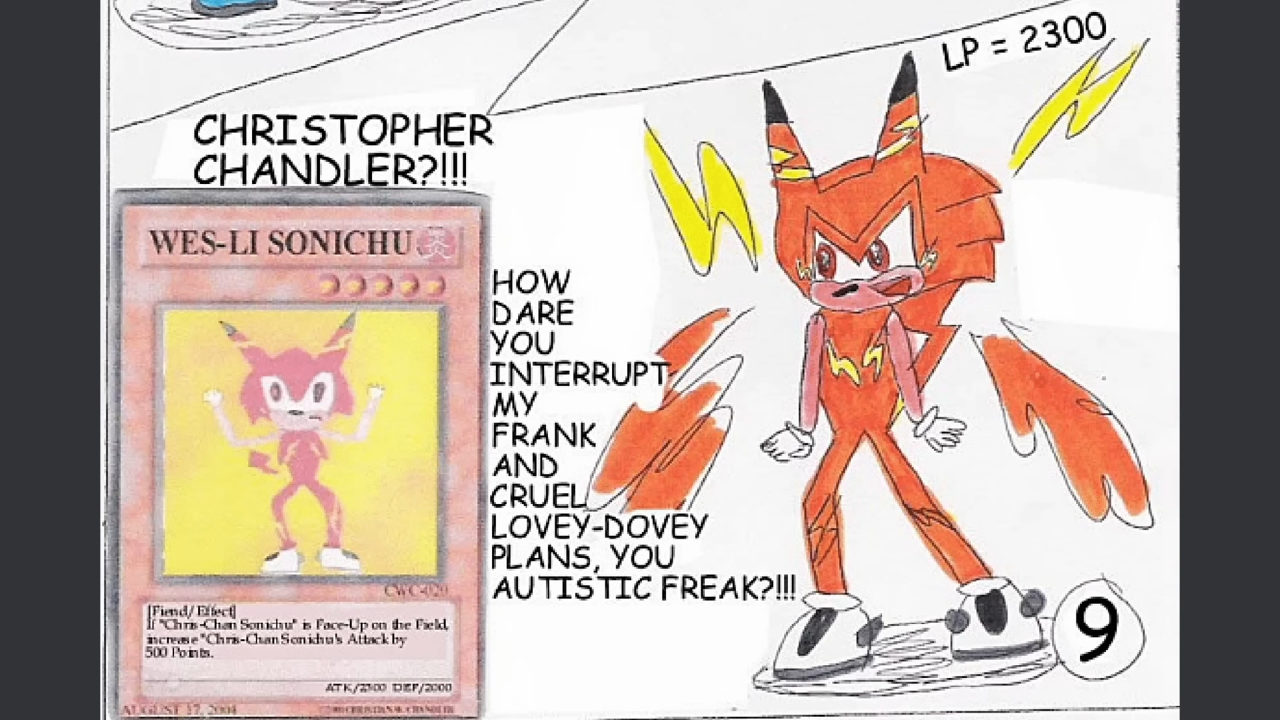 LP = 2300
CHRISTOPHER
CHANDLER?!!!
WES-LI SONICHU
HOW
DARE
YOU
INTERRUPT
MY
FRANK
AND
CRUEL
LOVEY-DOVEY
PLANS, YOU
AUTISTIC FREAK?!!!
CWC-020
[Fiend/Effect]
If "Chris-Chan Sonichu" is Face-Up on the Field,
increase "Chris-Chan Sonichu's Attack by
500 Points.
ATK/2300 DEF/2000
AUGUST 17, 2004
9